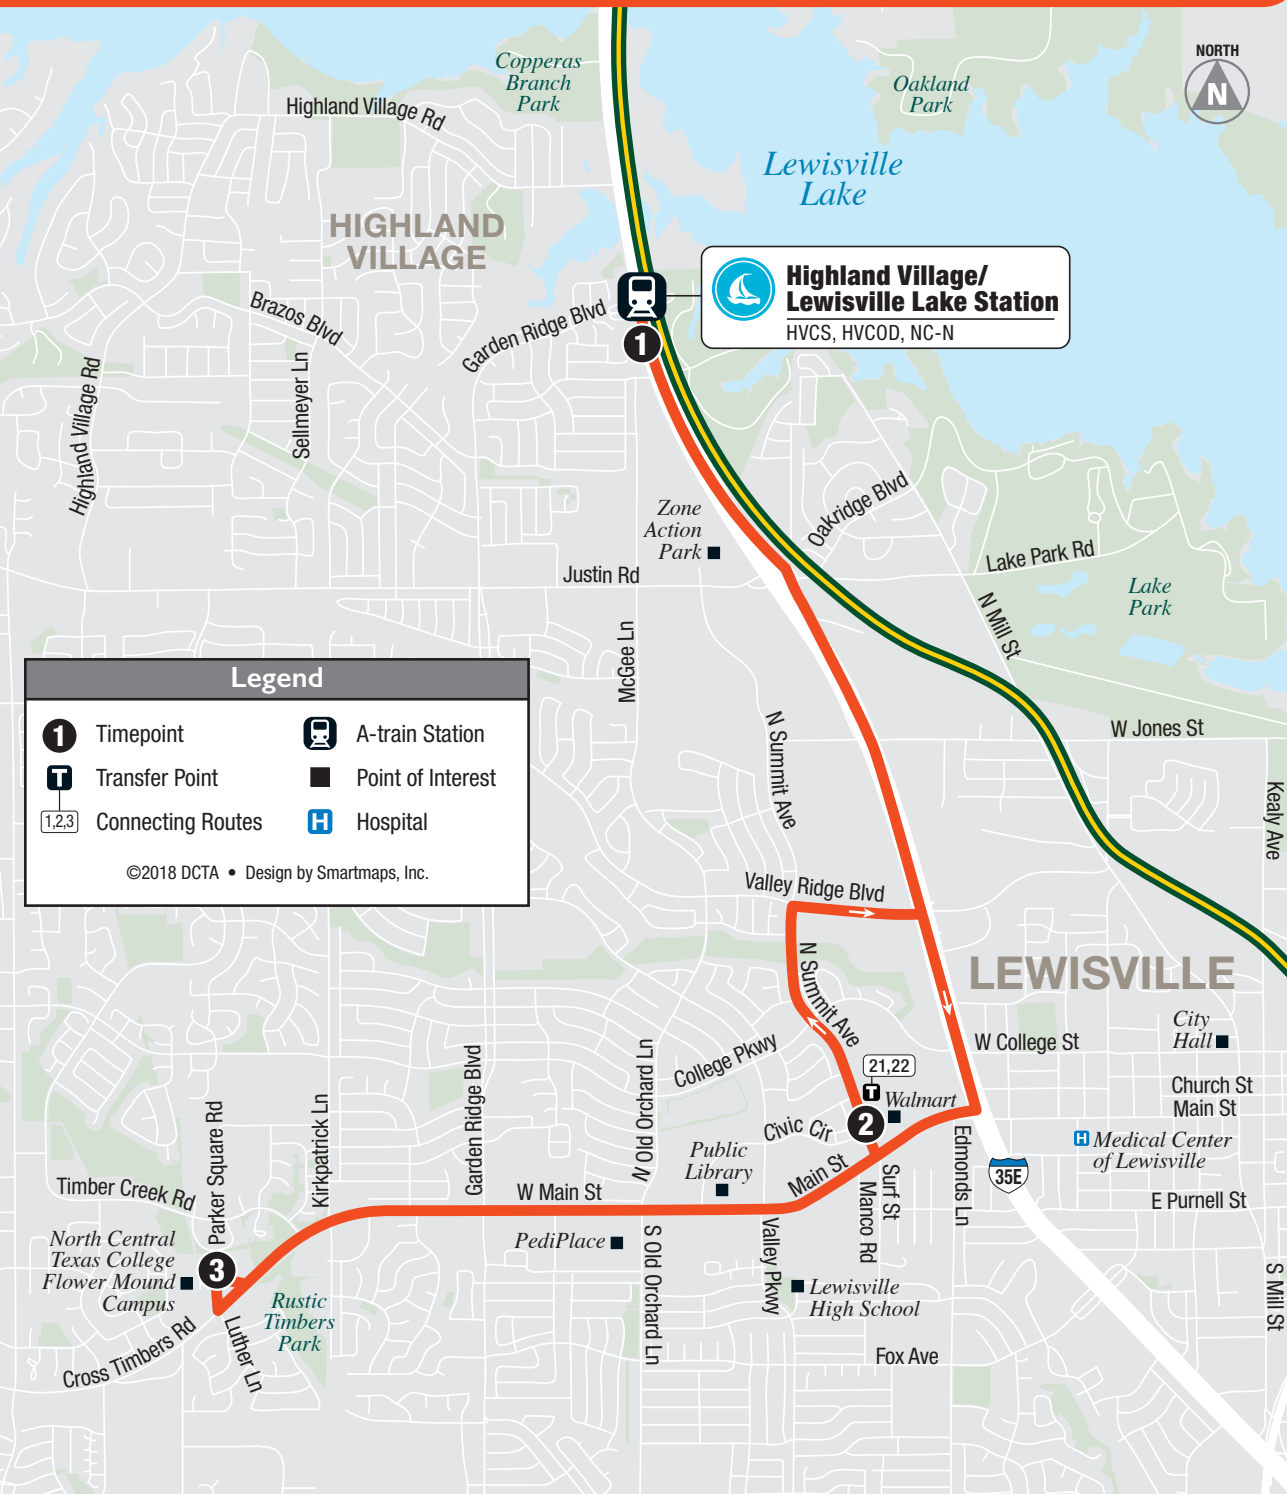 NORTH
N
Copperas
Branch
Park
Oakland
Park
Highland Village Rd
Lewisville
Lake
HIGHLAND
VILLAGE
Highland Village/
Lewisville Lake Station
HVCS, HVCOD, NC-N
Brazos Blvd
Garden Ridge Blvd
1
Sellmeyer Ln
Highland Village Rd
Zone
Action
Park
Oakridge Blvd
Lake Park Rd
Justin Rd
Lake
Park
N Mill St
McGee Ln
Legend
1 Timepoint
A-train Station
T Transfer Point
Point of Interest
1,2,3 Connecting Routes
H Hospital
©2018 DCTA • Design by Smartmaps, Inc.
W Jones St
N Summit Ave
Kealy Ave
Valley Ridge Blvd
LEWISVILLE
N Summit Ave
City
Hall
W College St
College Pkwy
21,22
T
Walmart
Church St
Main St
2
Civic Cir
N Old Orchard Ln
Garden Ridge Blvd
Kirkpatrick Ln
Parker Square Rd
Edmonds Ln
H Medical Center
of Lewisville
Public
Library
Main St
35E
Timber Creek Rd
W Main St
Surf St
Manco Rd
E Purnell St
North Central
Texas College
Flower Mound
Campus
3
PediPlace
S Old Orchard Ln
Valley Pkwy
Lewisville
High School
Rustic
Timbers
Park
S Mill St
Cross Timbers Rd
Luther Ln
Fox Ave